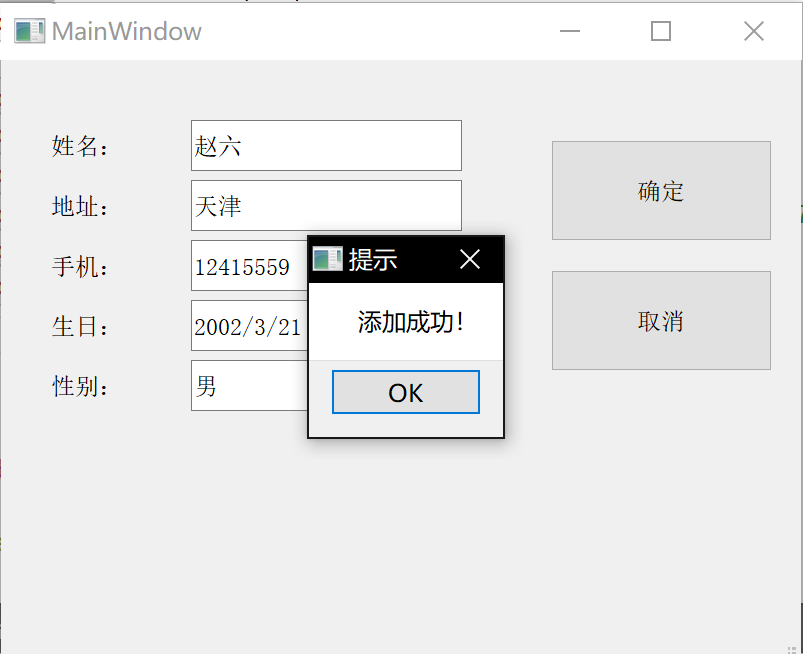 MainWindow
姓名：
赵六
确定
地址：
天津
提示
手机：
12415559
添加成功！
取消
生日：
2002/3/21
性别：
男
OK